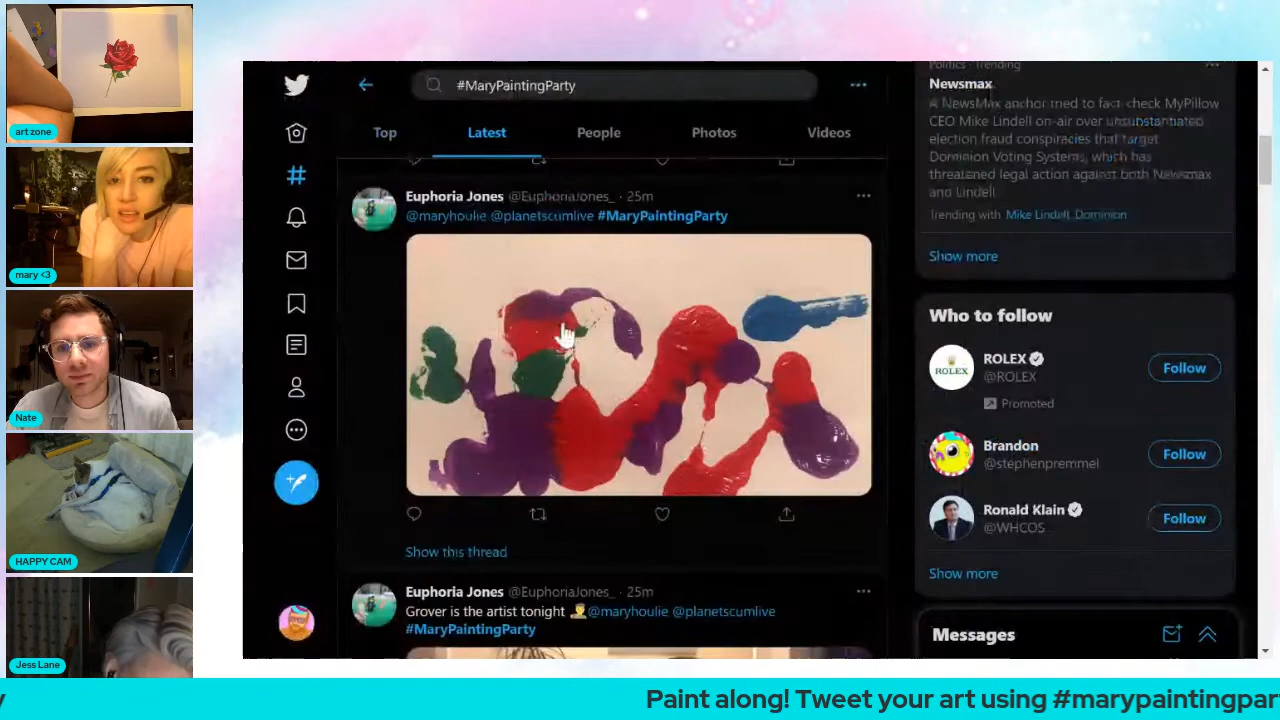 art zone
mary <3
Nate
HAPPY CAM
Jess Lane
#MaryPaintingParty
Top
Latest
People
Photos
Videos
Euphoria Jones @EuphoriaJones_ · 25m
@maryhoulie @planetscumlive #MaryPaintingParty
Show this thread
Euphoria Jones @EuphoriaJones_ · 25m
Grover is the artist tonight @maryhoulie @planetscumlive
#MaryPaintingParty
Politics · Trending
Newsmax
A NewsMax anchor tried to fact-check MyPillow
CEO Mike Lindell on-air over unsubstantiated
election fraud conspiracies that target
Dominion Voting Systems, which has
threatened legal action against both Newsmax
and Lindell
Trending with Mike Lindell, Dominion
Show more
Who to follow
ROLEX
@ROLEX
ROLEX
Follow
Promoted
Brandon
@stephenpremmel
Follow
Ronald Klain
@WHCOS
Follow
Show more
Messages
y
Paint along! Tweet your art using #marypaintingpar